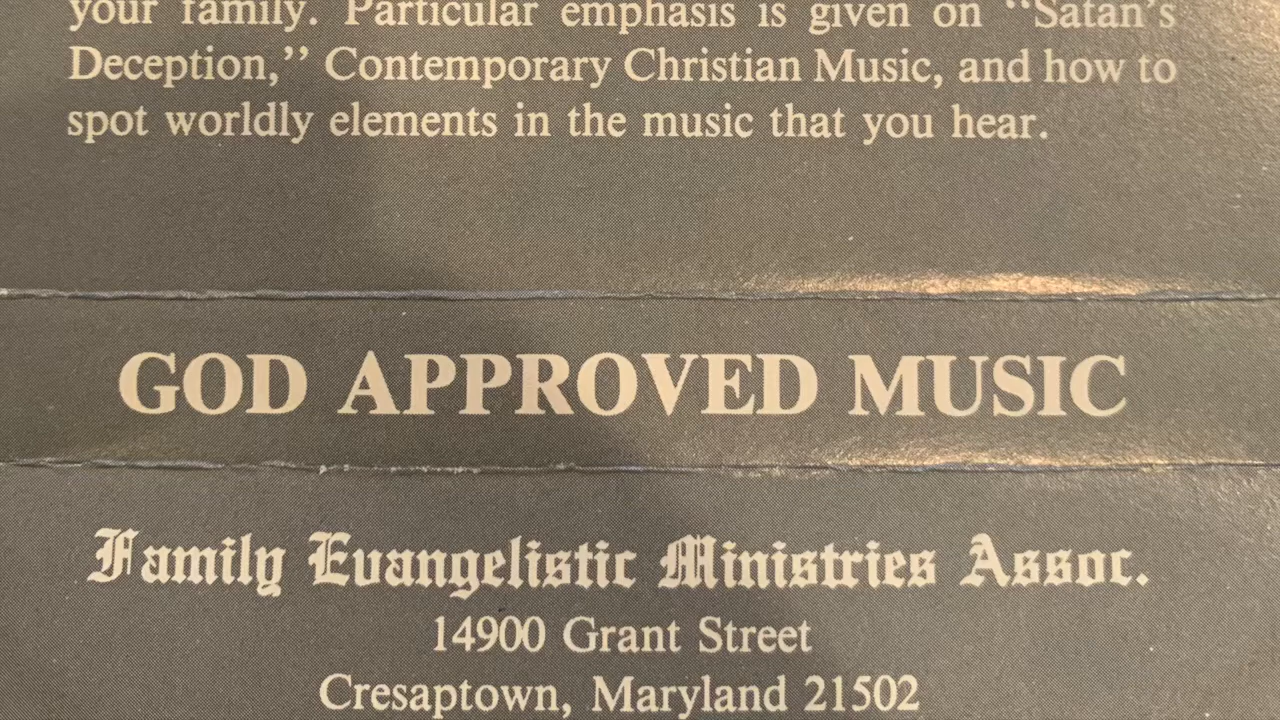 your family. Particular emphasis is given on “Satan’s
Deception,” Contemporary Christian Music, and how to
spot worldly elements in the music that you hear.
GOD APPROVED MUSIC
Family Evangelistic Ministries Assoc.
14900 Grant Street
Cresaptown, Maryland 21502